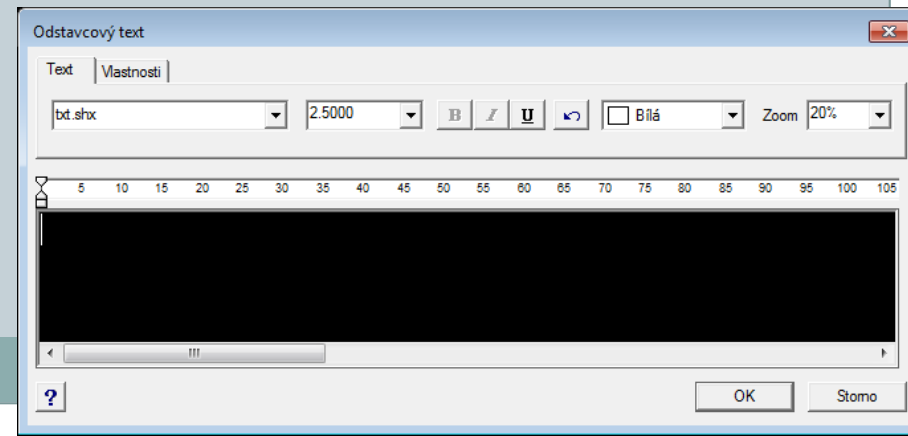 Odstavcový text
Text Vlastnosti
txt.shx 2.5000 B I U Bílá Zoom 20%
5 10 15 20 25 30 35 40 45 50 55 60 65 70 75 80 85 90 95 100 105
? OK Storno